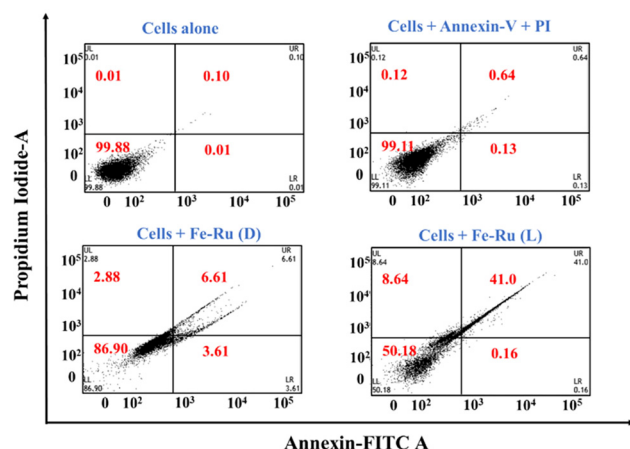 Cells alone
UL
0.01
UR
0.10
0.01 0.10
99.88 0.01
LL
99.88
LR
0.01
10⁵
10⁴
10³
10²
0
0 10² 10³ 10⁴ 10⁵
Cells + Annexin-V + PI
UL
0.12
UR
0.64
0.12 0.64
99.11 0.13
LL
99.11
LR
0.13
10⁵
10⁴
10³
10²
0
0 10² 10³ 10⁴ 10⁵
Cells + Fe-Ru (D)
UL
2.88
UR
6.61
2.88 6.61
86.90 3.61
LL
86.90
LR
3.61
10⁵
10⁴
10³
10²
0
0 10² 10³ 10⁴ 10⁵
Cells + Fe-Ru (L)
UL
8.64
UR
41.0
8.64 41.0
50.18 0.16
LL
50.18
LR
0.16
10⁵
10⁴
10³
10²
0
0 10² 10³ 10⁴ 10⁵
Propidium Iodide-A
Annexin-FITC A